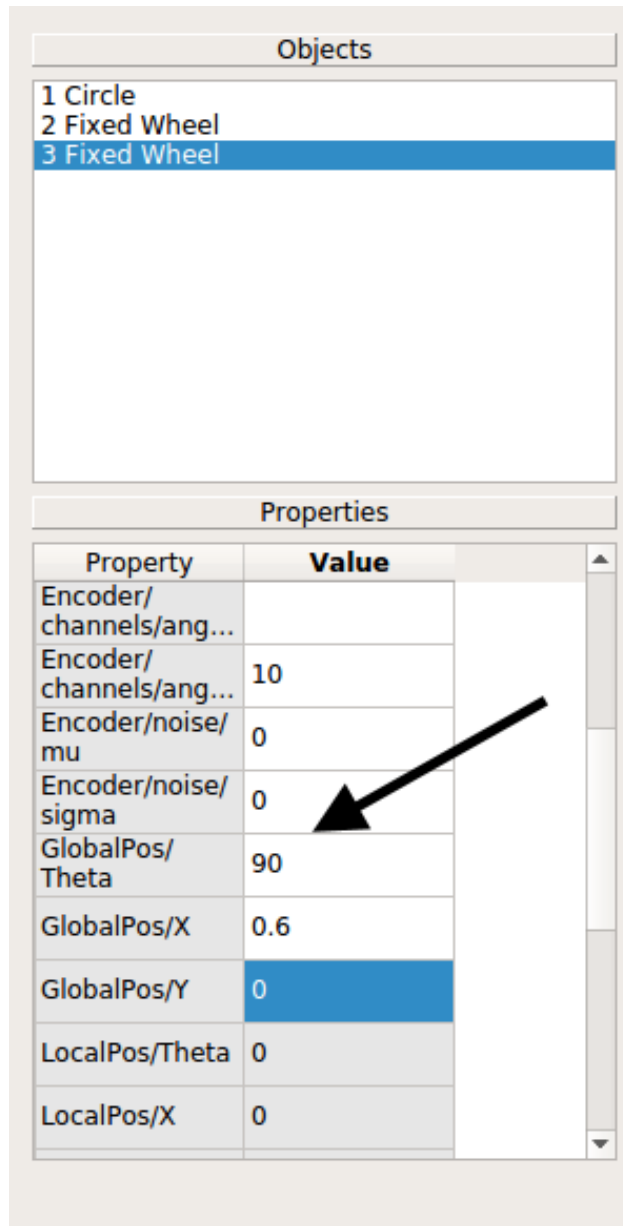 Objects
1 Circle
2 Fixed Wheel
3 Fixed Wheel
Properties
Property Value
Encoder/
channels/ang...
Encoder/
channels/ang... 10
Encoder/noise/
mu 0
Encoder/noise/
sigma 0
GlobalPos/
Theta 90
GlobalPos/X 0.6
GlobalPos/Y 0
LocalPos/Theta 0
LocalPos/X 0